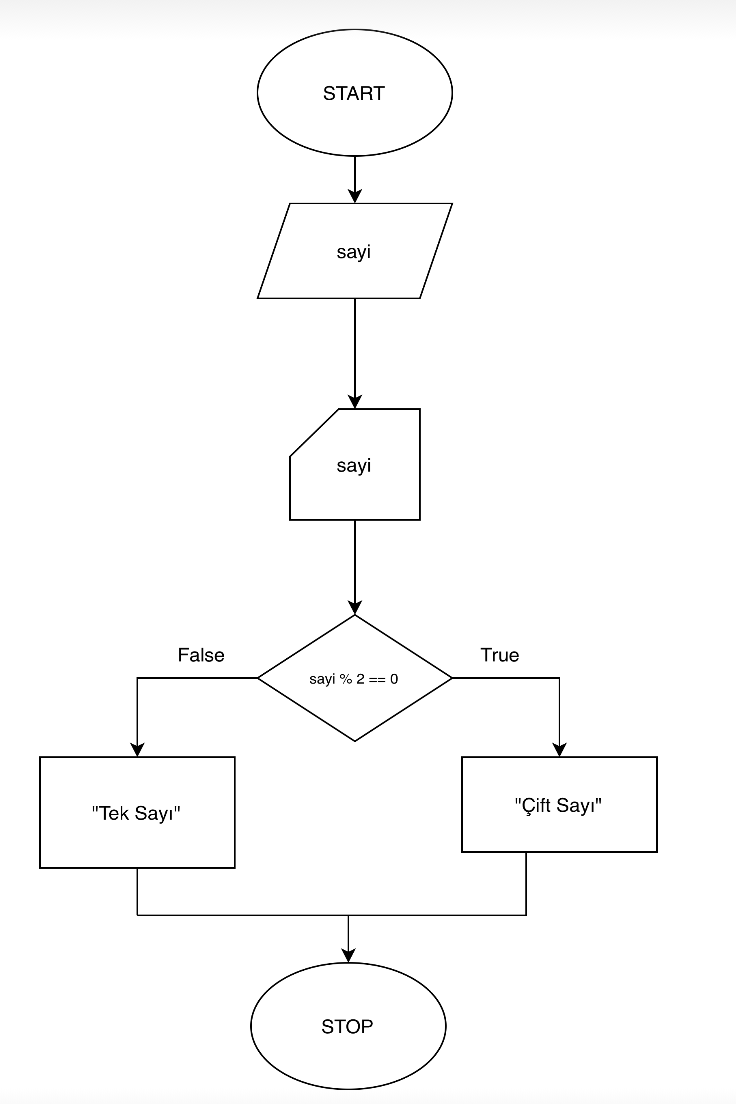 START
sayi
sayi
sayi % 2 == 0
False
True
"Tek Sayı"
"Çift Sayı"
STOP